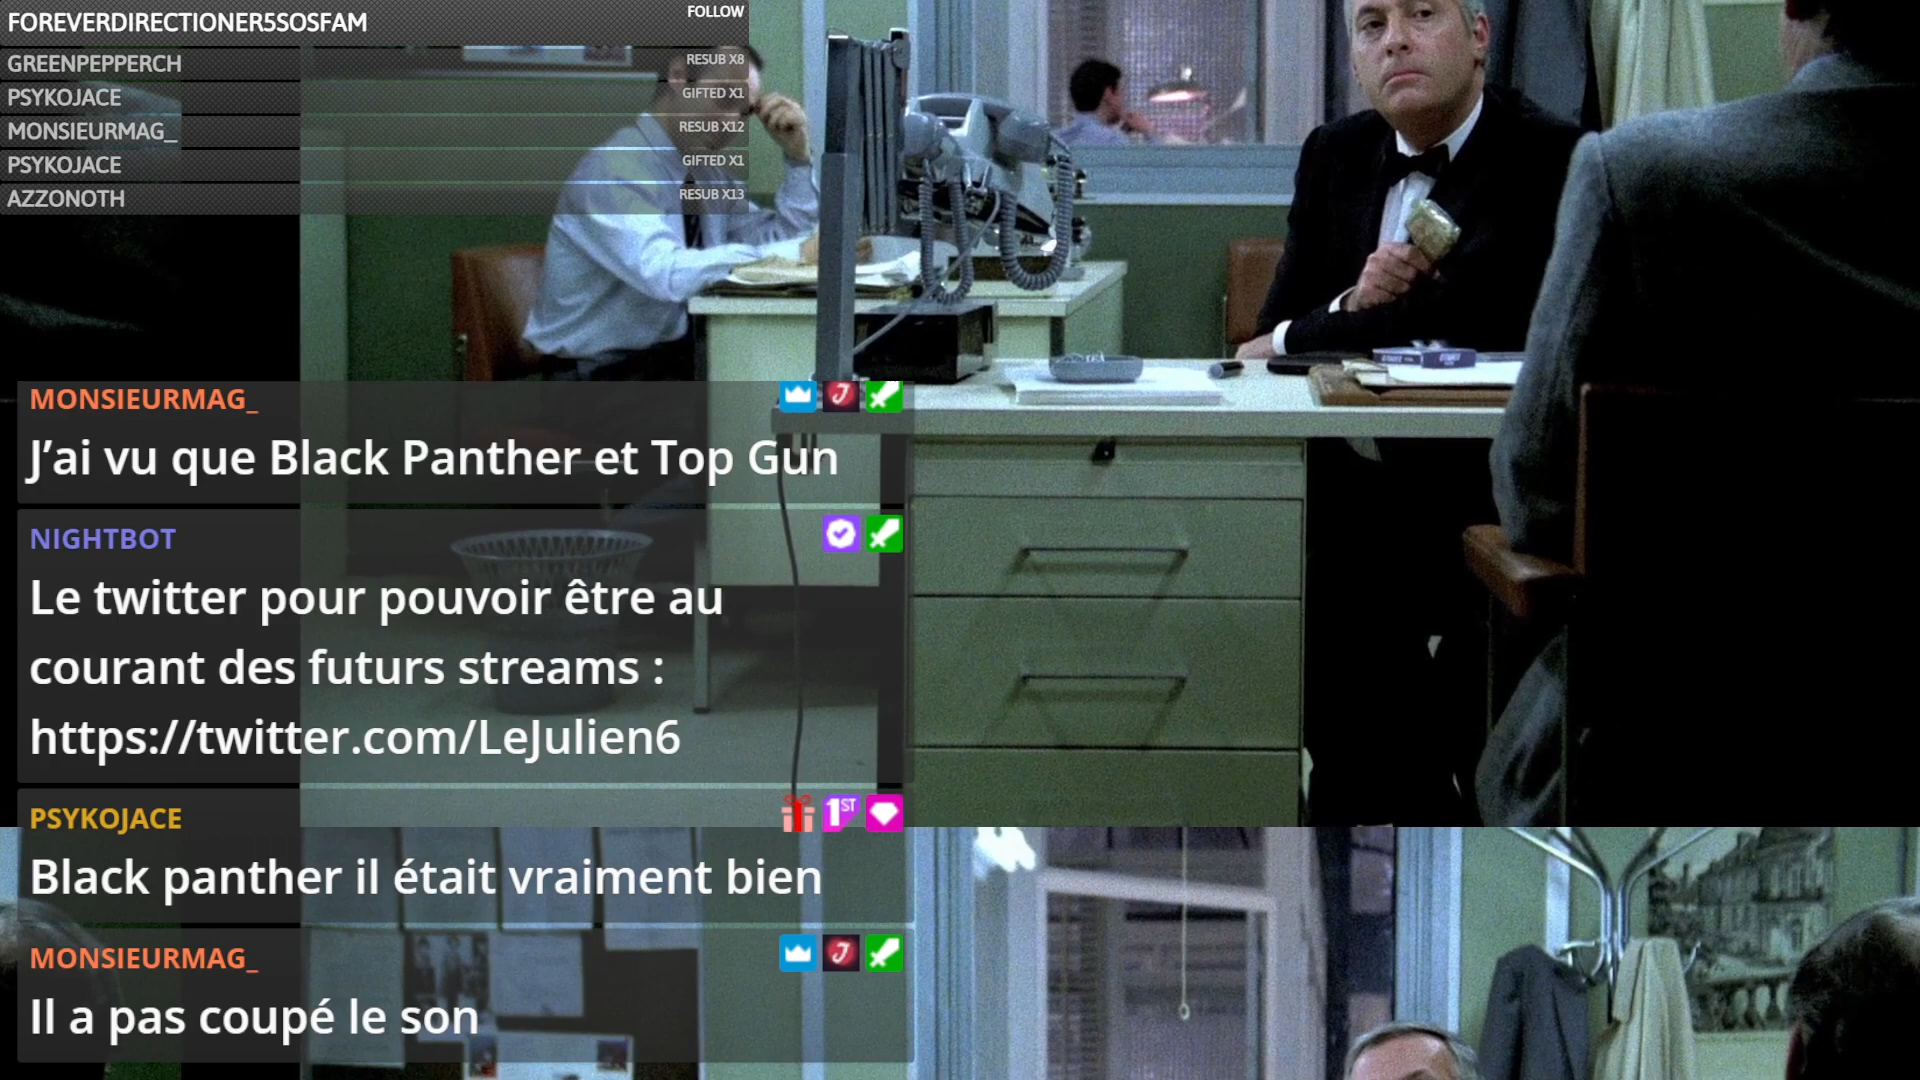 FOREVERDIRECTIONER5SOSFAM FOLLOW
GREENPEPPERCH RESUB X8
PSYKOJACE GIFTED X1
MONSIEURMAG_ RESUB X12
PSYKOJACE GIFTED X1
AZZONOTH RESUB X13
MONSIEURMAG_
J’ai vu que Black Panther et Top Gun
NIGHTBOT
Le twitter pour pouvoir être au
courant des futurs streams :
https://twitter.com/LeJulien6
PSYKOJACE 1ST
Black panther il était vraiment bien
MONSIEURMAG_
Il a pas coupé le son